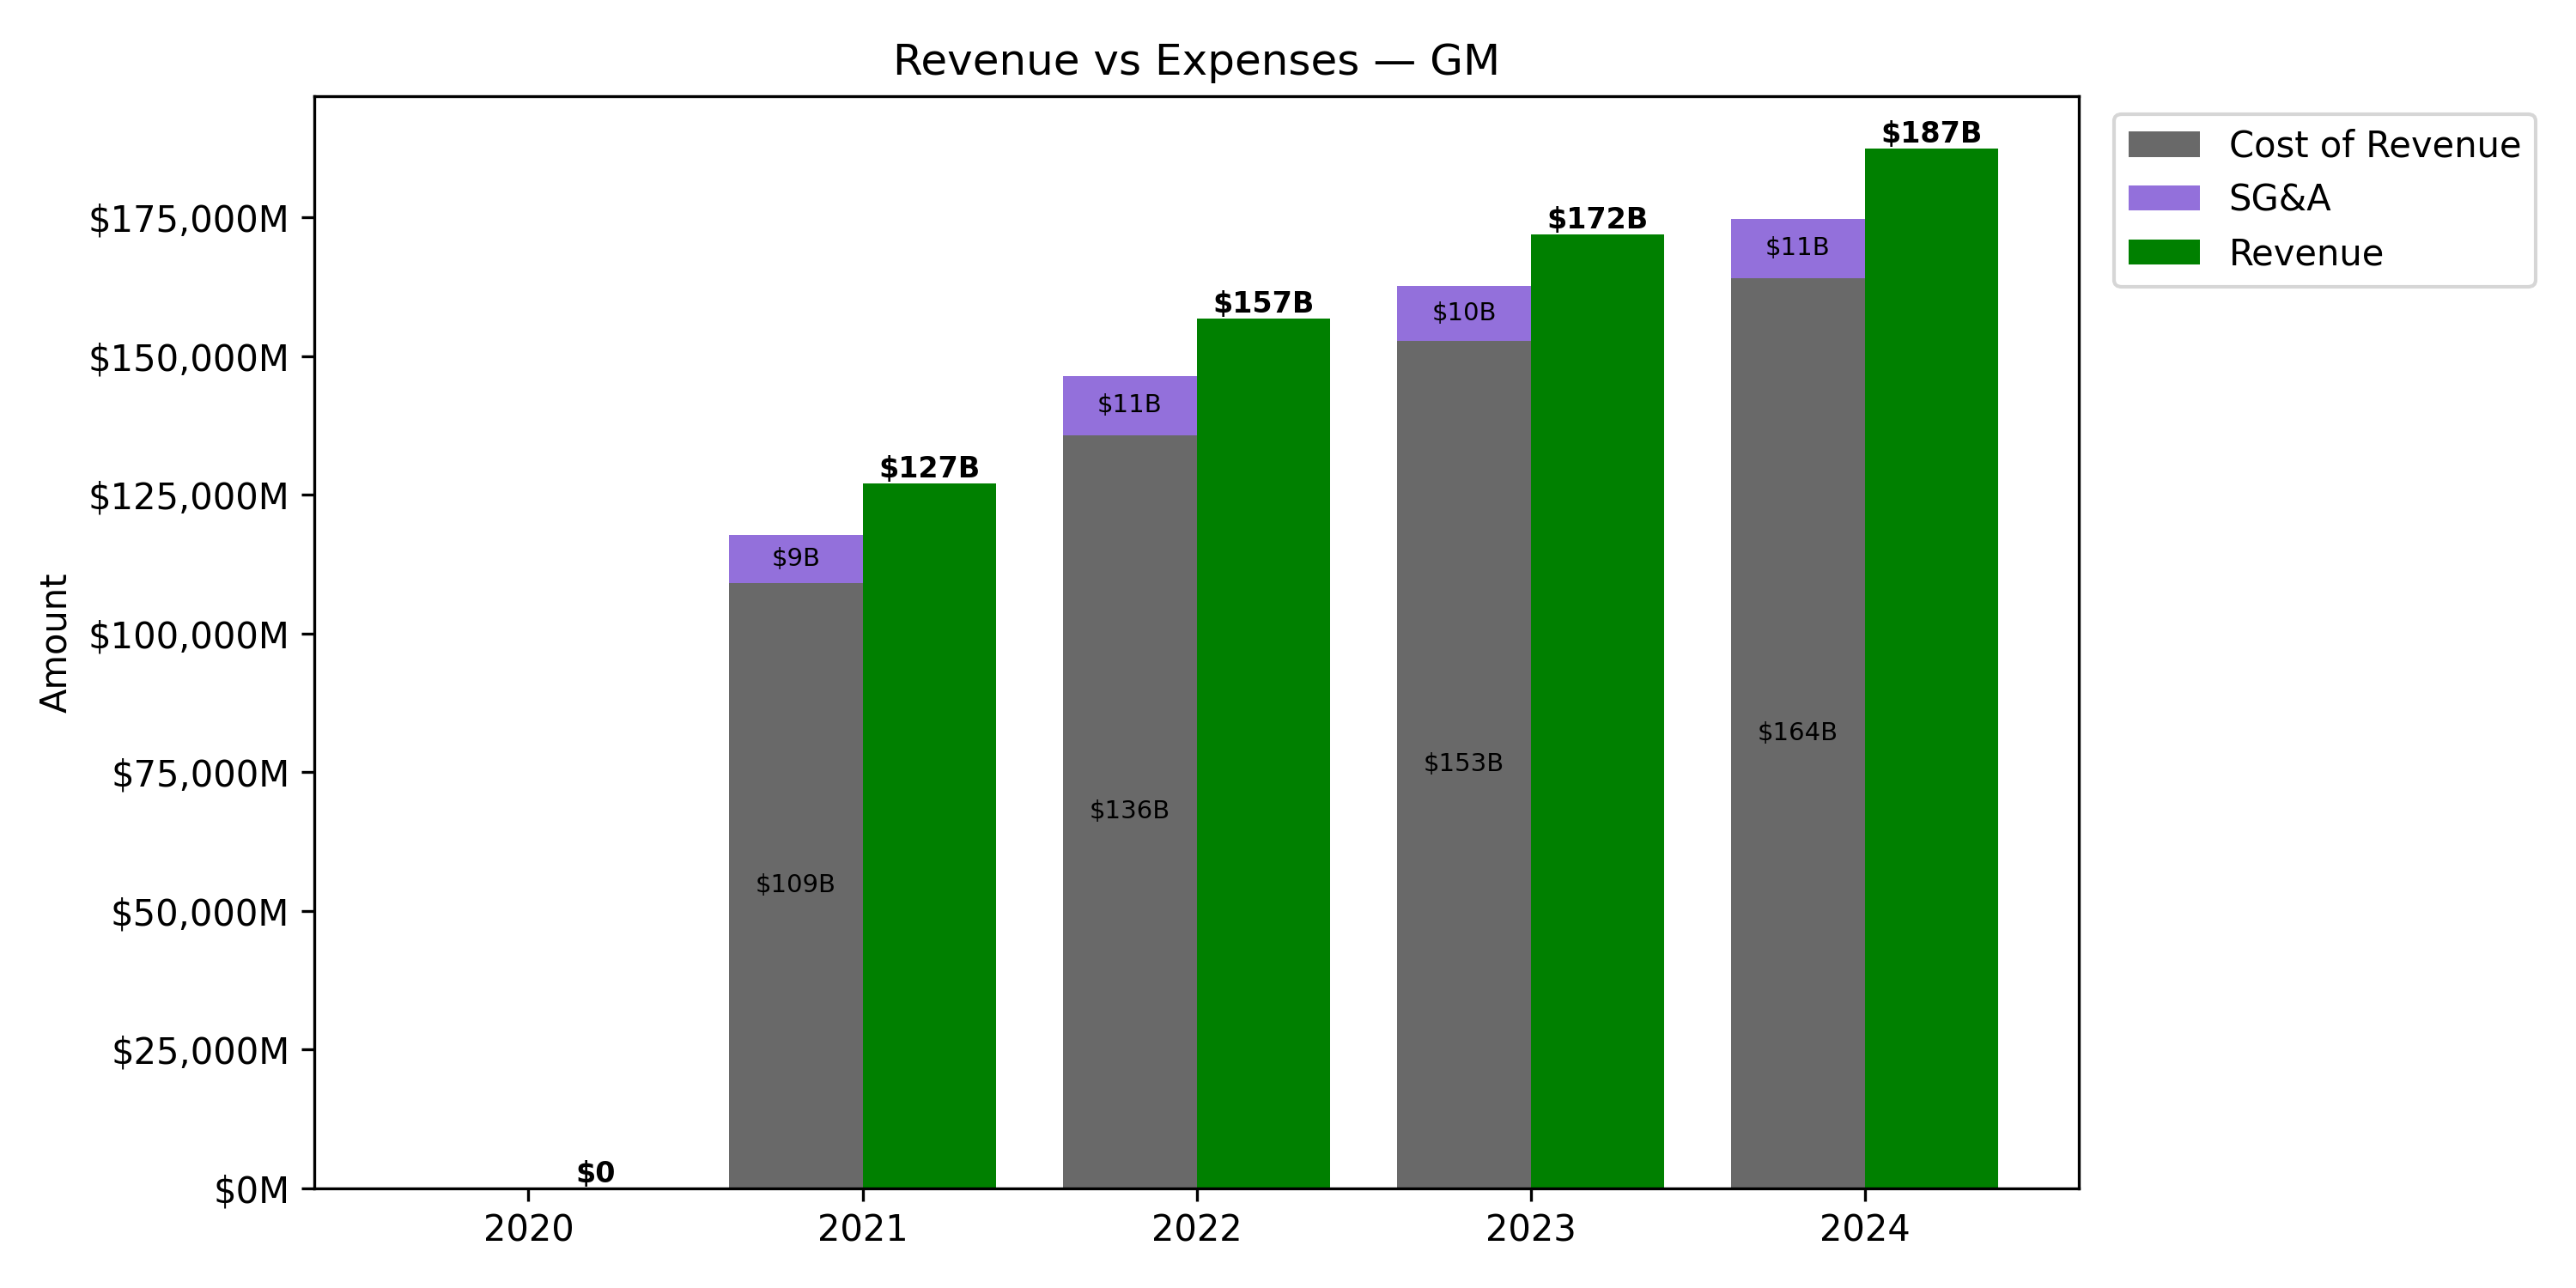 Revenue vs Expenses — GM
Cost of Revenue
SG&A
Revenue
Amount
$175,000M
$150,000M
$125,000M
$100,000M
$75,000M
$50,000M
$25,000M
$0M
$0
$109B
$9B
$127B
$136B
$11B
$157B
$153B
$10B
$172B
$164B
$11B
$187B
2020
2021
2022
2023
2024